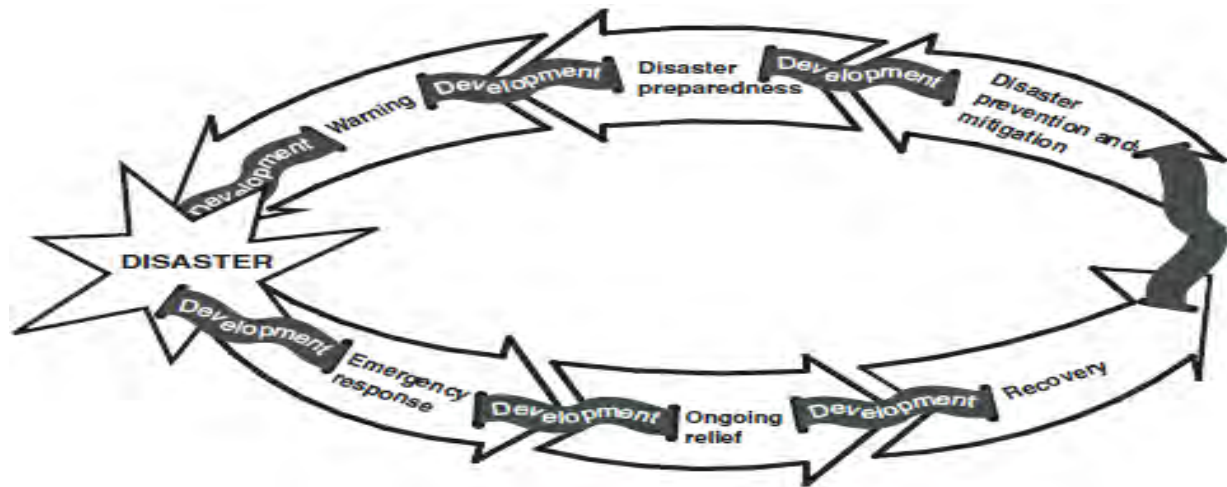 Development
Disaster
preparedness
Development
Disaster
prevention and
mitigation
Warning
Development
DISASTER
Development
Emergency
response
Development
Ongoing
relief
Development
Recovery